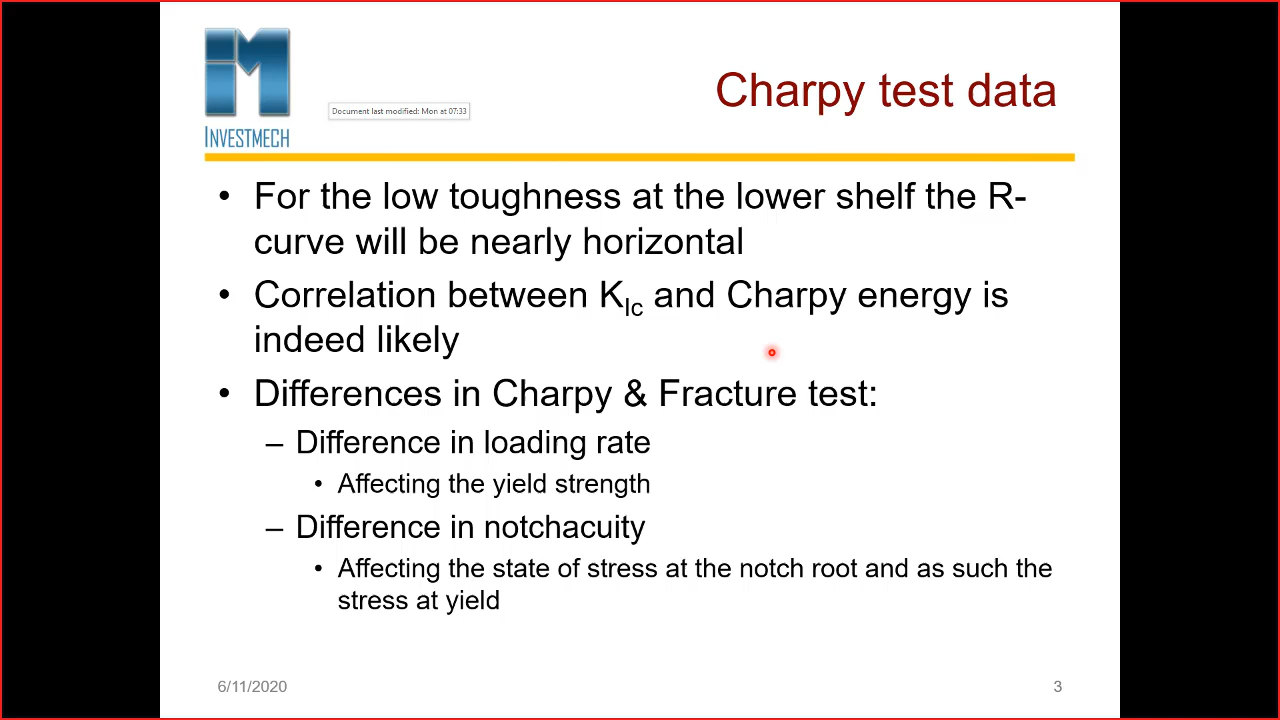 INVESTMECH
Document last modified: Mon at 07:33
Charpy test data
• For the low toughness at the lower shelf the R-
curve will be nearly horizontal
• Correlation between KIc and Charpy energy is
indeed likely
• Differences in Charpy & Fracture test:
– Difference in loading rate
• Affecting the yield strength
– Difference in notchacuity
• Affecting the state of stress at the notch root and as such the
stress at yield
6/11/2020
3